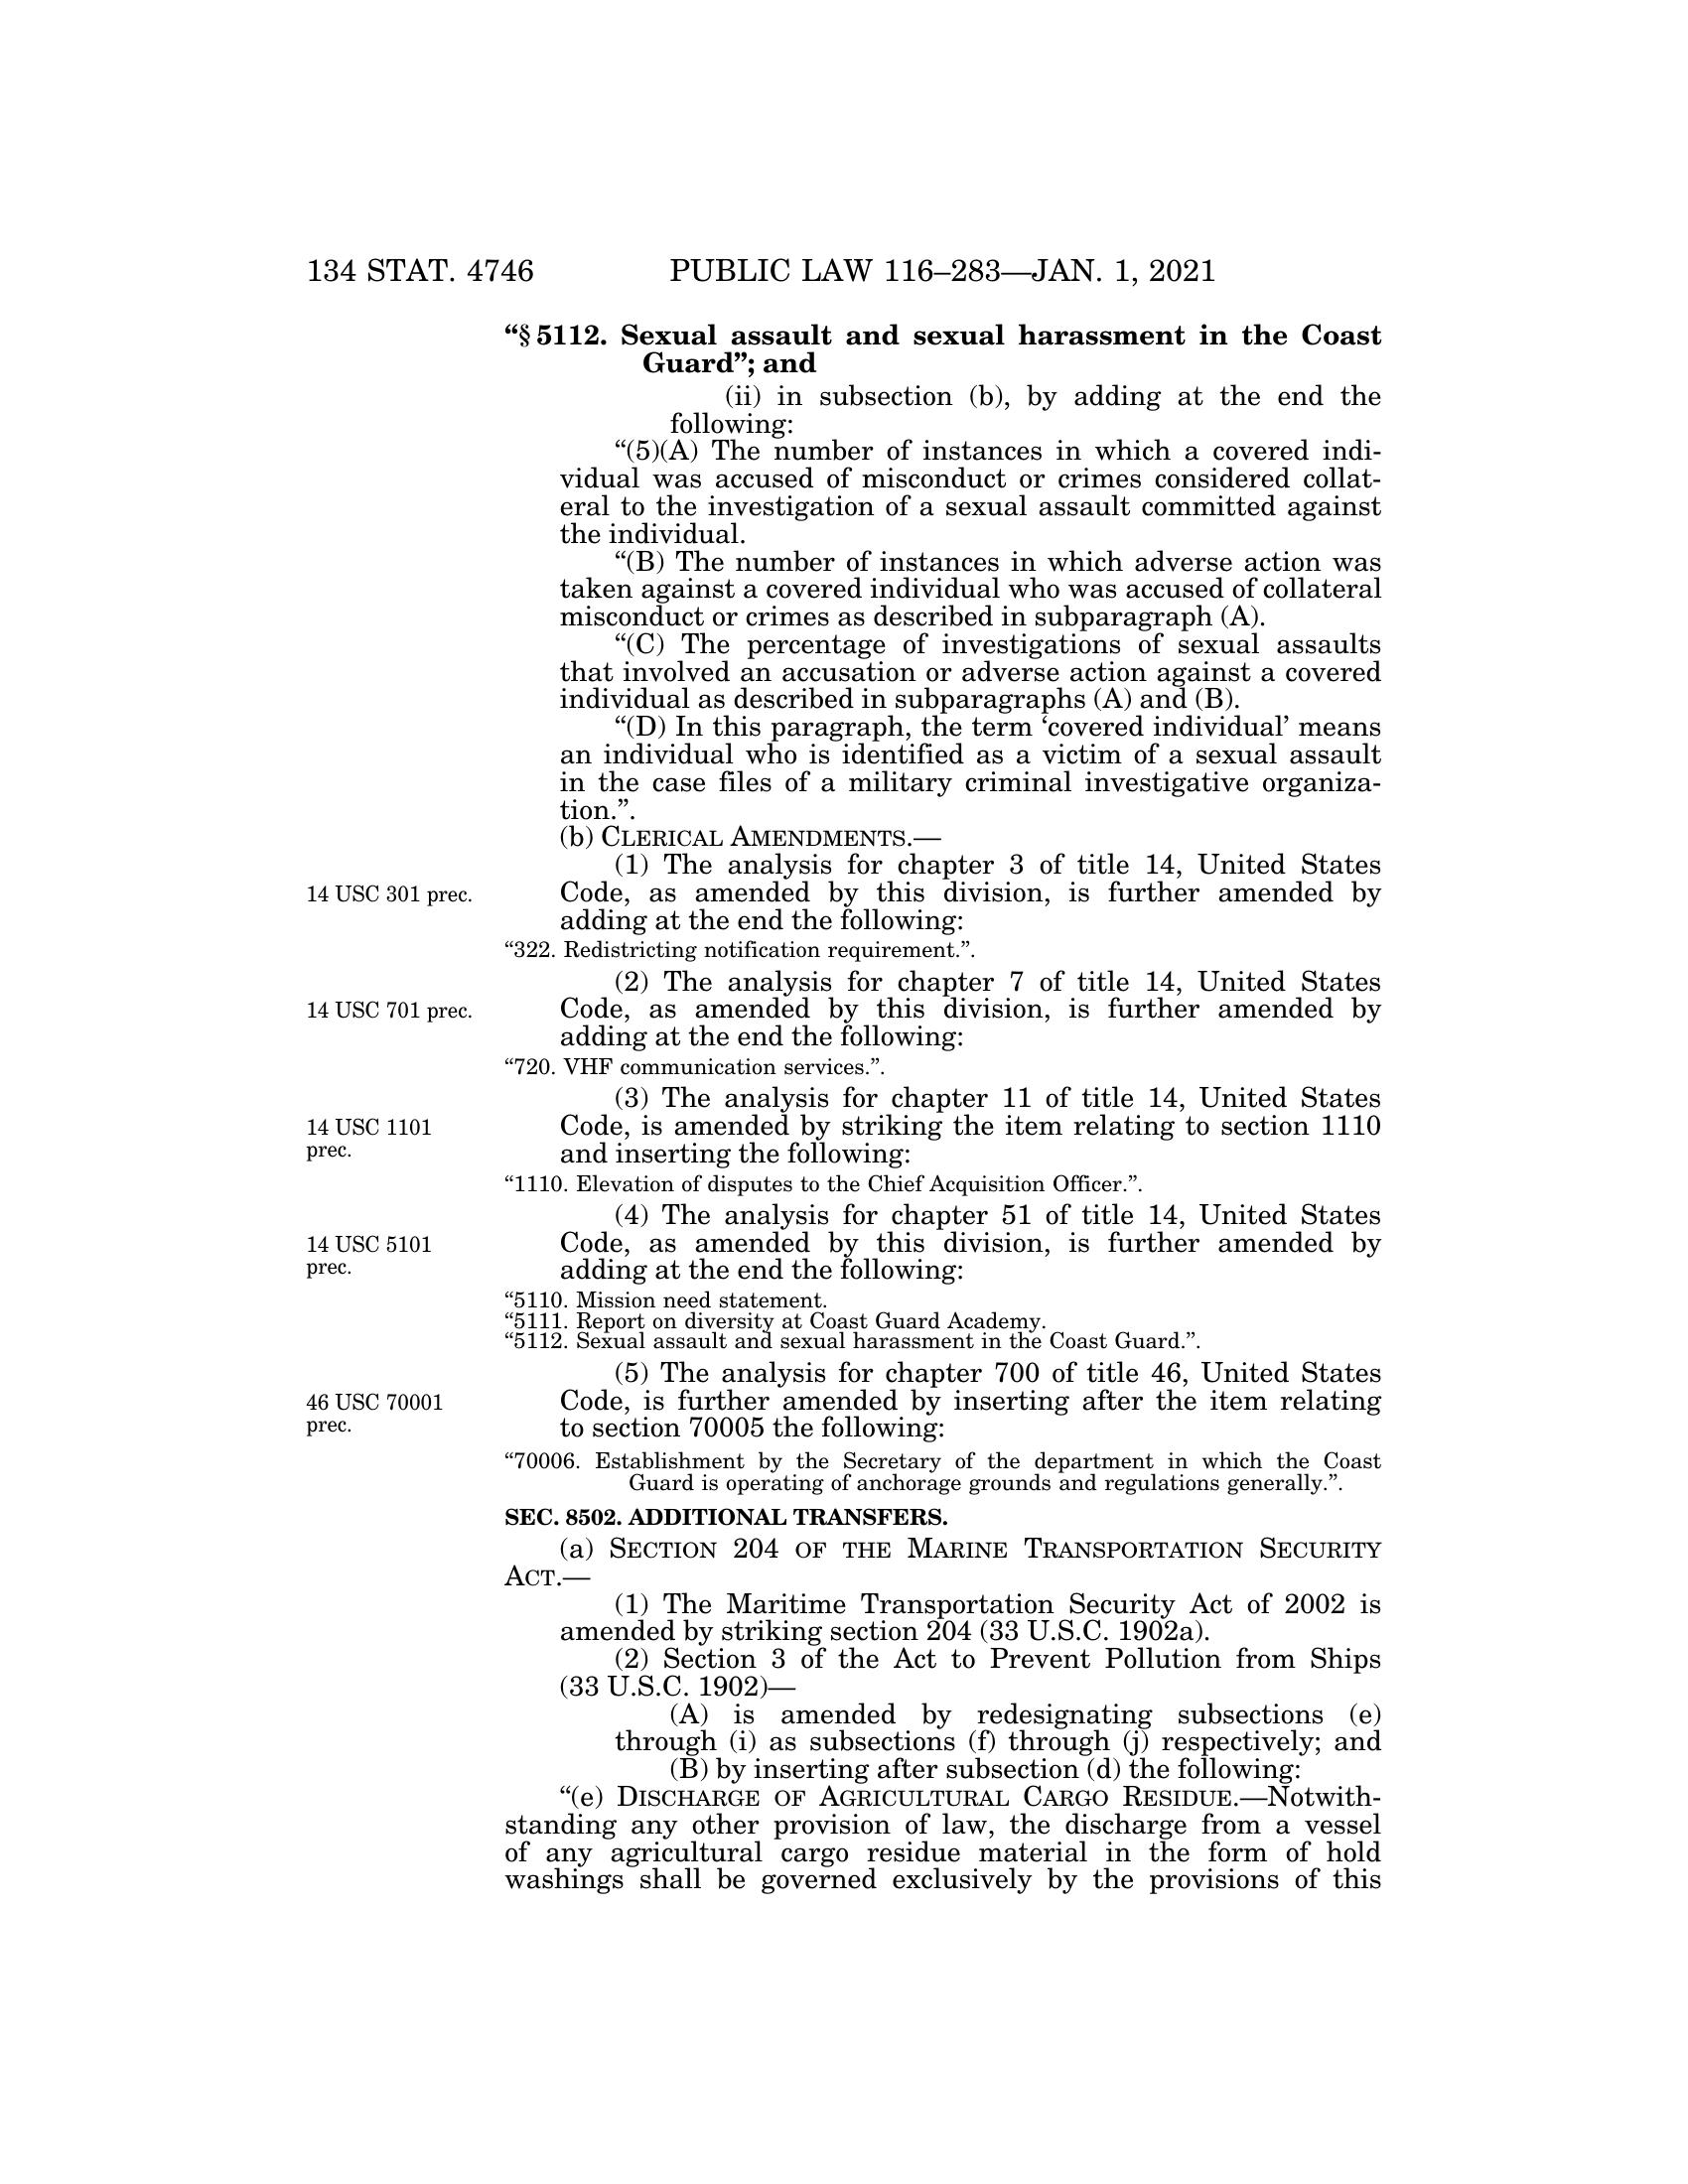 134 STAT. 4746 PUBLIC LAW 116–283—JAN. 1, 2021
“§ 5112. Sexual assault and sexual harassment in the Coast
Guard”; and
(ii) in subsection (b), by adding at the end the
following:
“(5)(A) The number of instances in which a covered indi-
vidual was accused of misconduct or crimes considered collat-
eral to the investigation of a sexual assault committed against
the individual.
“(B) The number of instances in which adverse action was
taken against a covered individual who was accused of collateral
misconduct or crimes as described in subparagraph (A).
“(C) The percentage of investigations of sexual assaults
that involved an accusation or adverse action against a covered
individual as described in subparagraphs (A) and (B).
“(D) In this paragraph, the term ‘covered individual’ means
an individual who is identified as a victim of a sexual assault
in the case files of a military criminal investigative organiza-
tion.”.
(b) CLERICAL AMENDMENTS.—
(1) The analysis for chapter 3 of title 14, United States
14 USC 301 prec.
Code, as amended by this division, is further amended by
adding at the end the following:
“322. Redistricting notification requirement.”.
(2) The analysis for chapter 7 of title 14, United States
14 USC 701 prec.
Code, as amended by this division, is further amended by
adding at the end the following:
“720. VHF communication services.”.
(3) The analysis for chapter 11 of title 14, United States
14 USC 1101
prec.
Code, is amended by striking the item relating to section 1110
and inserting the following:
“1110. Elevation of disputes to the Chief Acquisition Officer.”.
(4) The analysis for chapter 51 of title 14, United States
14 USC 5101
prec.
Code, as amended by this division, is further amended by
adding at the end the following:
“5110. Mission need statement.
“5111. Report on diversity at Coast Guard Academy.
“5112. Sexual assault and sexual harassment in the Coast Guard.”.
(5) The analysis for chapter 700 of title 46, United States
46 USC 70001
prec.
Code, is further amended by inserting after the item relating
to section 70005 the following:
“70006. Establishment by the Secretary of the department in which the Coast
Guard is operating of anchorage grounds and regulations generally.”.
SEC. 8502. ADDITIONAL TRANSFERS.
(a) SECTION 204 OF THE MARINE TRANSPORTATION SECURITY
ACT.—
(1) The Maritime Transportation Security Act of 2002 is
amended by striking section 204 (33 U.S.C. 1902a).
(2) Section 3 of the Act to Prevent Pollution from Ships
(33 U.S.C. 1902)—
(A) is amended by redesignating subsections (e)
through (i) as subsections (f) through (j) respectively; and
(B) by inserting after subsection (d) the following:
“(e) DISCHARGE OF AGRICULTURAL CARGO RESIDUE.—Notwith-
standing any other provision of law, the discharge from a vessel
of any agricultural cargo residue material in the form of hold
washings shall be governed exclusively by the provisions of this